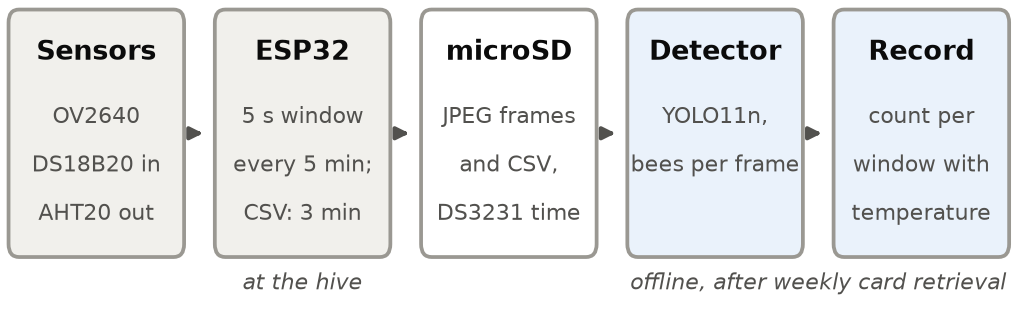 Sensors
OV2640
DS18B20 in
AHT20 out
ESP32
5 s window
every 5 min;
CSV: 3 min
microSD
JPEG frames
and CSV,
DS3231 time
Detector
YOLO11n,
bees per frame
Record
count per
window with
temperature
at the hive
offline, after weekly card retrieval